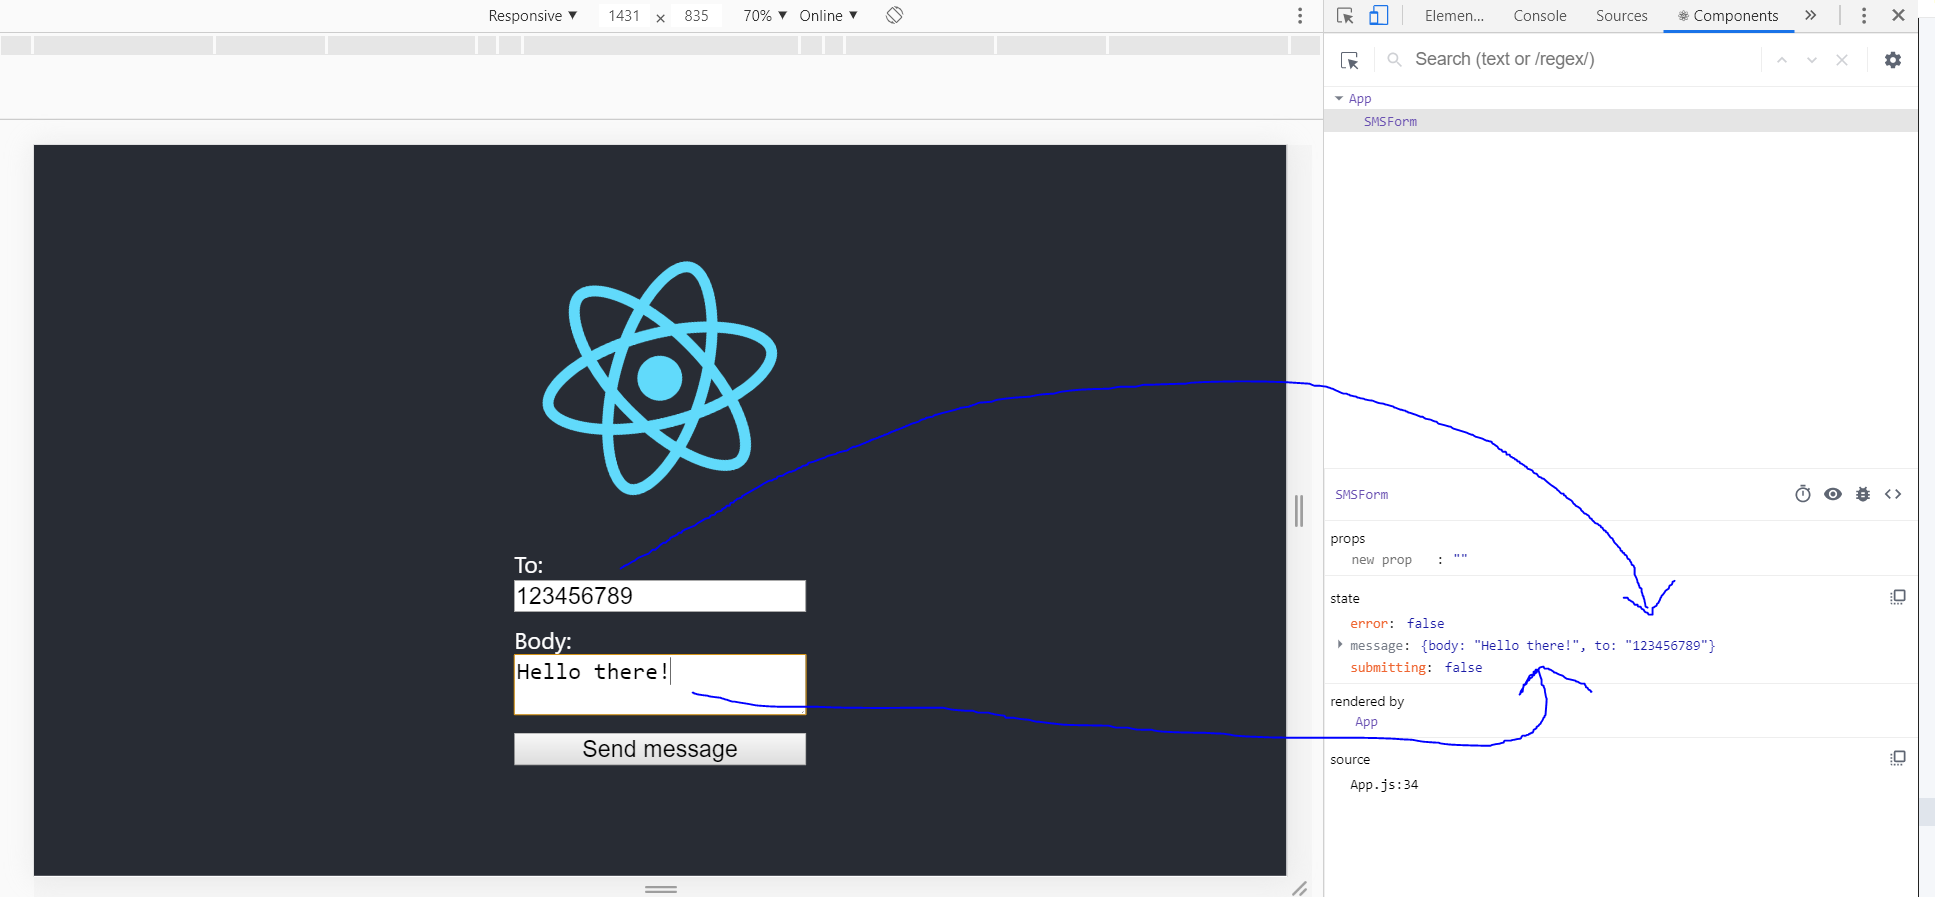 Responsive ▼ 1431 × 835 70% ▼ Online ▼
Elemen... Console Sources Components »
Search (text or /regex/)
App
SMSForm
To:
123456789
Body:
Hello there!
Send message
SMSForm
props
new prop : ""
state
error: false
message: {body: "Hello there!", to: "123456789"}
submitting: false
rendered by
App
source
App.js:34